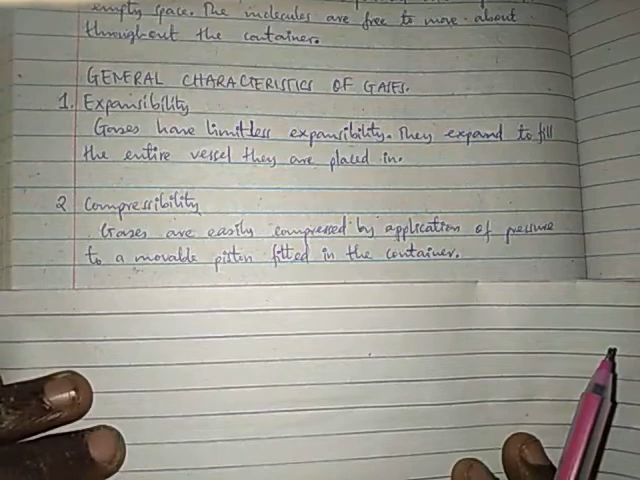 empty space. The molecules are free to move about
throughout the container.
GENERAL CHARACTERISTICS OF GASES.
1. Expansibility
Gases have limitless expansibility. They expand to fill
the entire vessel they are placed in.
2 Compressibility
Gases are easily compressed by application of pressure
to a movable piston fitted in the container.